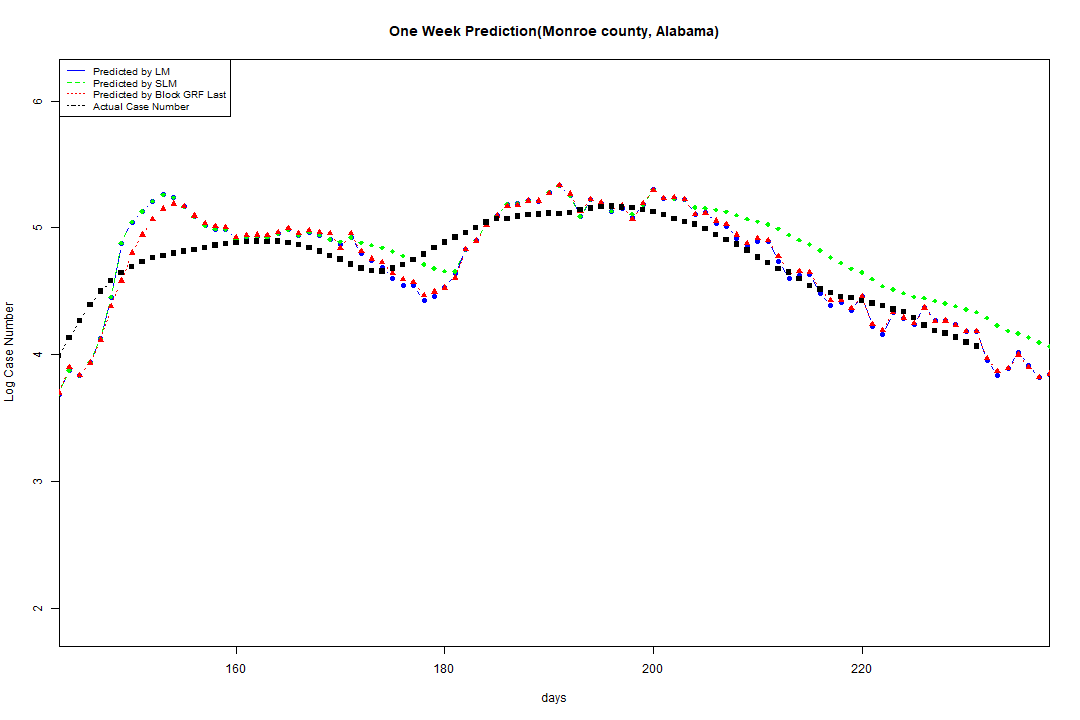 One Week Prediction(Monroe county, Alabama)
Predicted by LM
Predicted by SLM
Predicted by Block GRF Last
Actual Case Number
6
5
4
3
2
Log Case Number
160 180 200 220
days